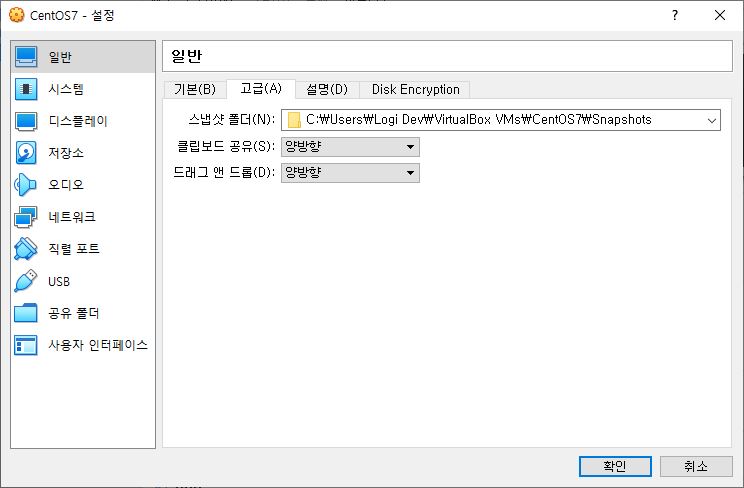 CentOS7 - 설정
일반
시스템
디스플레이
저장소
오디오
네트워크
직렬 포트
USB
공유 폴더
사용자 인터페이스
일반
기본(B) 고급(A) 설명(D) Disk Encryption
스냅샷 폴더(N): C:₩Users₩Logi Dev₩VirtualBox VMs₩CentOS7₩Snapshots
클립보드 공유(S): 양방향
드래그 앤 드롭(D): 양방향
확인 취소